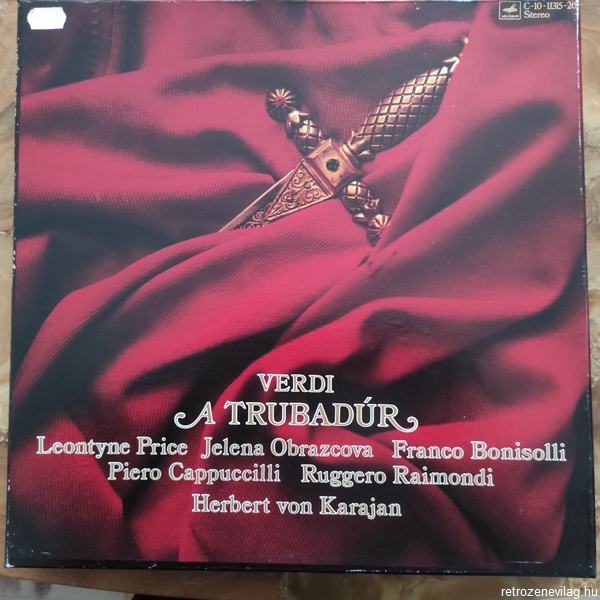 C-10-11315-20
Stereo
VERDI
A TRUBADÚR
Leontyne Price Jelena Obrazcova Franco Bonisolli
Piero Cappuccilli Ruggero Raimondi
Herbert von Karajan
retrozenevilag.hu